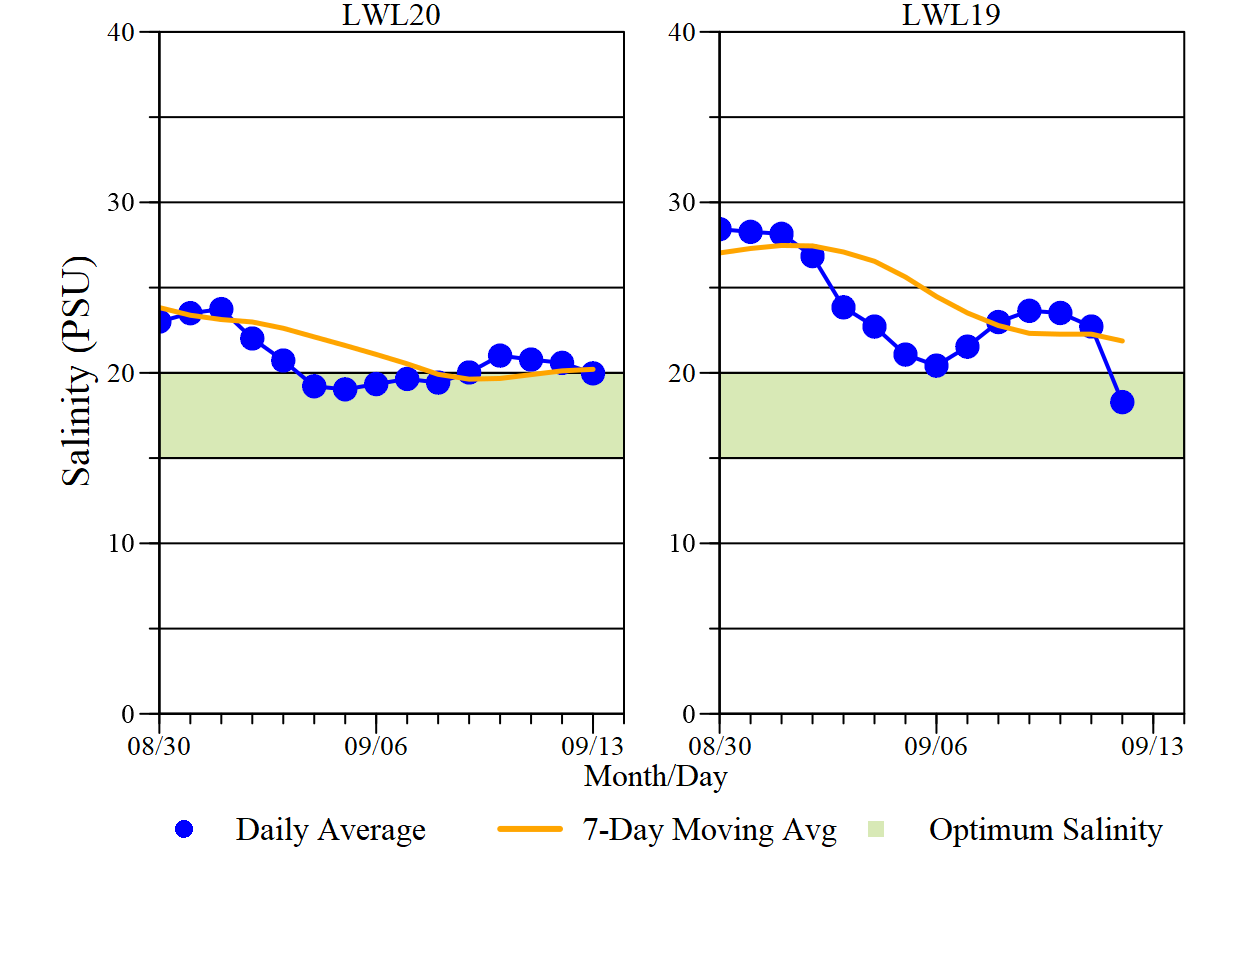 LWL20 LWL19
40 40
30 30
20 20
10 10
0 0
Salinity (PSU)
08/30 09/06 09/13 08/30 09/06 09/13
Month/Day
Daily Average 7-Day Moving Avg Optimum Salinity